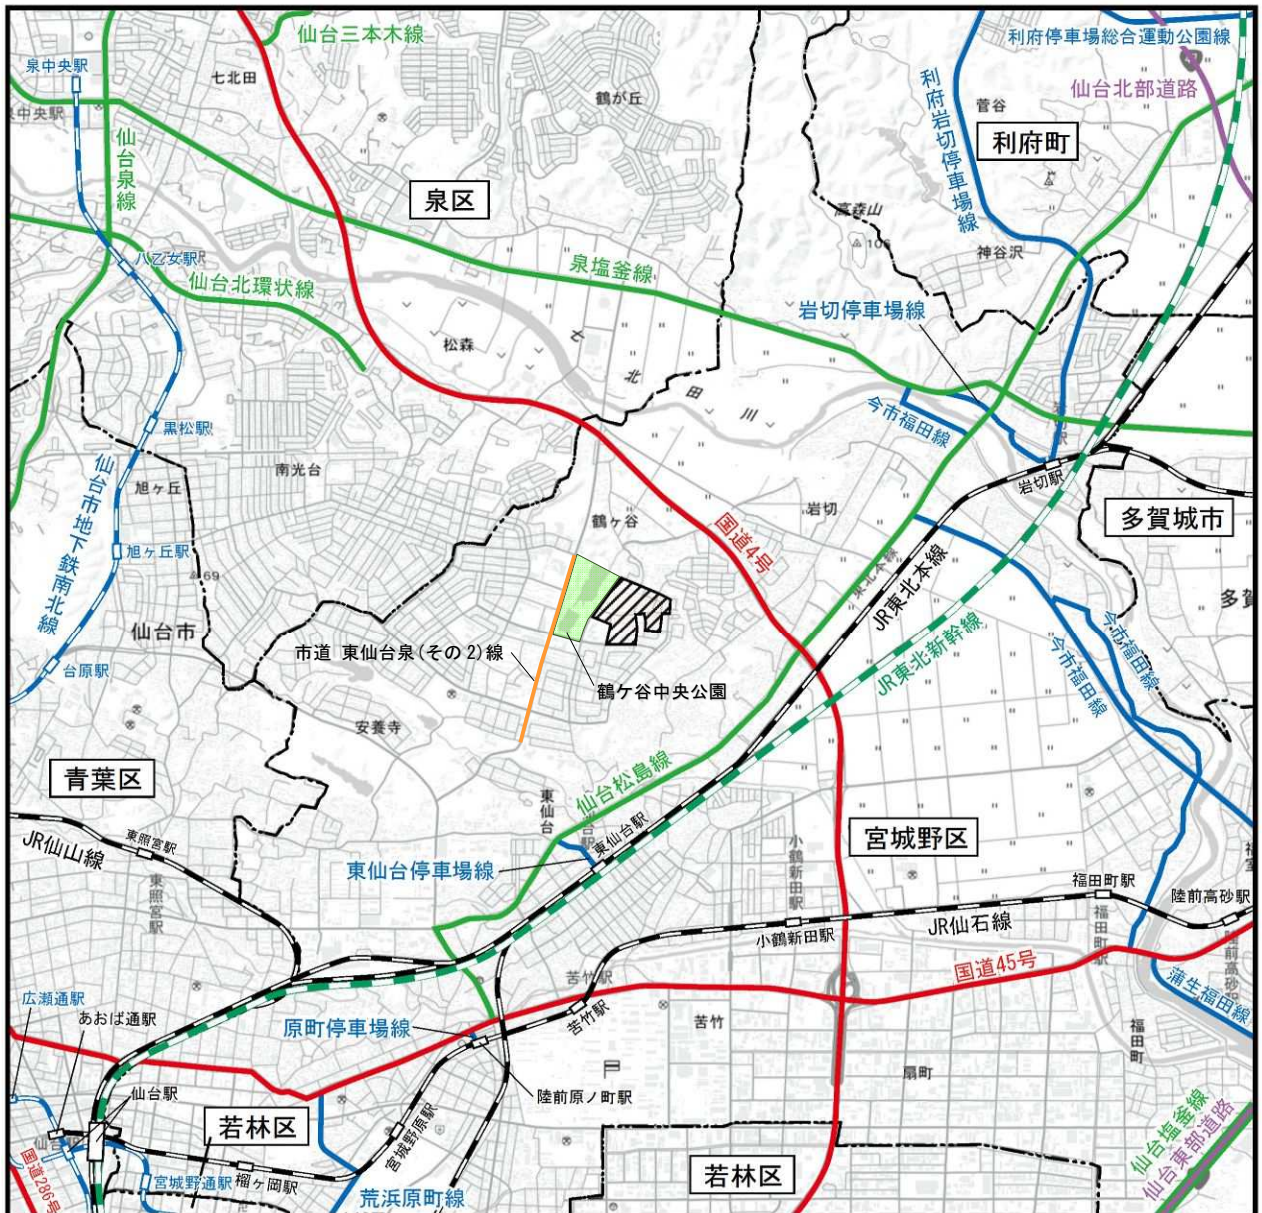 仙台三本木線
利府停車場総合運動公園線
泉中央駅
七北田
鶴が丘
仙台北部道路
菅谷
利府町
利府岩切停車場線
仙台泉線
泉区
高森山
106
神谷沢
八乙女駅
泉塩釜線
仙台北環状線
岩切停車場線
松森
七北田川
今市福田線
黒松駅
南光台
旭ヶ丘
岩切駅
仙台市地下鉄南北線
岩切
多賀城市
鶴ヶ谷
国道4号
旭ヶ丘駅
東北本線
JR東北本線
69
仙台市
JR東北新幹線
今市福田線
今市福田線
台原駅
市道 東仙台泉(その2)線
鶴ケ谷中央公園
安養寺
青葉区
仙台松島線
東仙台
東仙台駅
宮城野区
JR仙山線
東照宮駅
東照宮駅
東仙台停車場線
小鶴新田駅
福田町駅
陸前高砂駅
小鶴新田駅
JR仙石線
福田町駅
陸前高砂駅
国道45号
苦竹駅
蒲生福田線
広瀬通駅
あおば通駅
原町停車場線
苦竹駅
苦竹
福田町
扇町
仙台駅
陸前原ノ町駅
若林区
宮城野原駅
仙台塩釜線
仙台東部道路
国道286号
宮城野通駅
榴ヶ岡駅
荒浜原町線
若林区